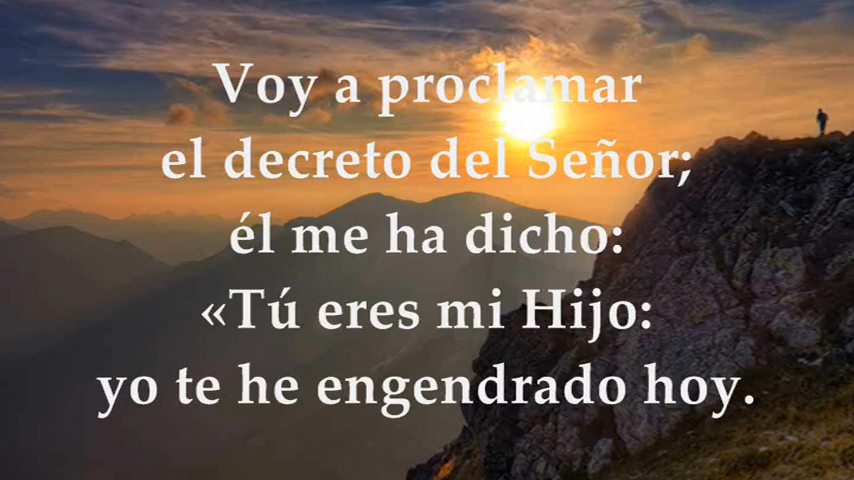 Voy a proclamar
el decreto del Señor;
él me ha dicho:
«Tú eres mi Hijo:
yo te he engendrado hoy.